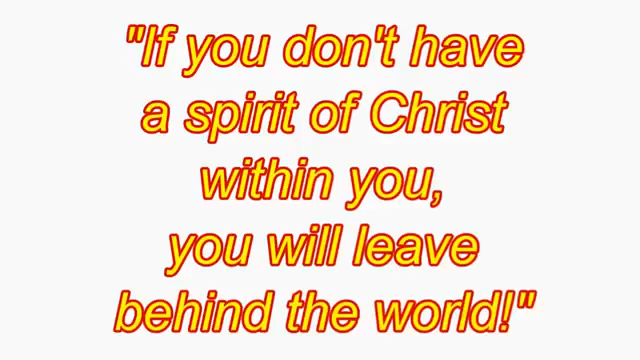 "If you don't have
a spirit of Christ
within you,
you will leave
behind the world!"